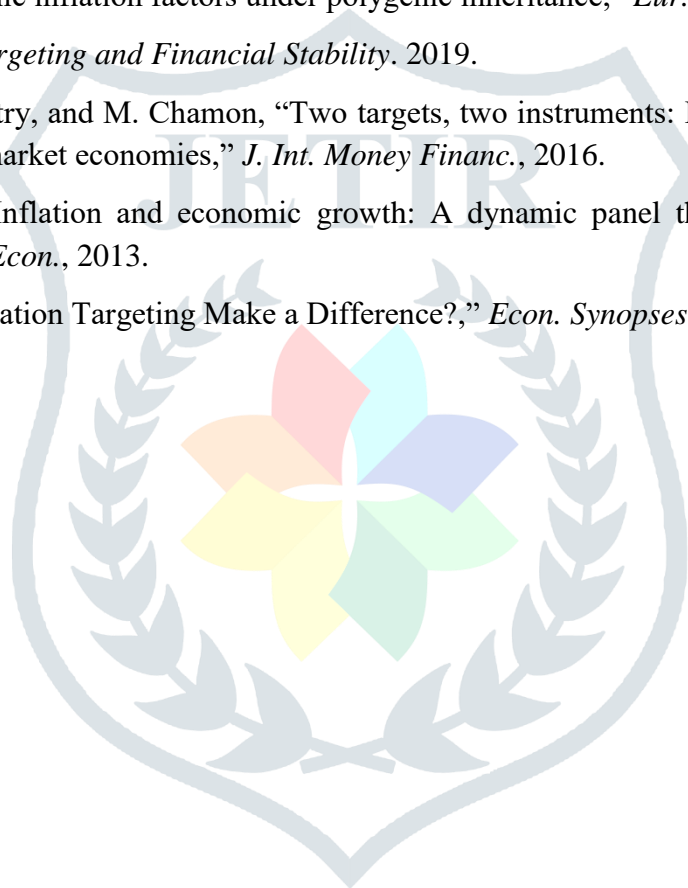 inflation factors under polygenic inheritance,” Eur.
rgeting and Financial Stability. 2019.
try, and M. Chamon, “Two targets, two instruments:
arket economies,” J. Int. Money Financ., 2016.
Inflation and economic growth: A dynamic panel th
Econ., 2013.
ation Targeting Make a Difference?,” Econ. Synopses
JETIR